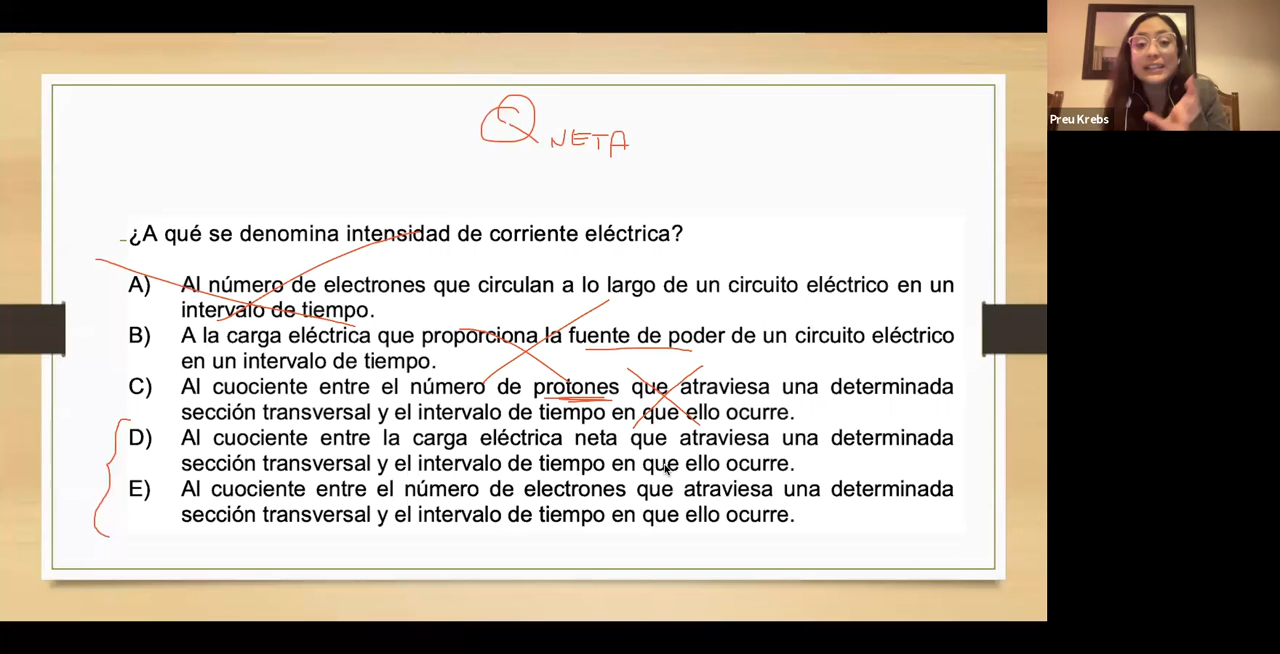 Q NETA
Preu Krebs
¿A qué se denomina intensidad de corriente eléctrica?
A) Al número de electrones que circulan a lo largo de un circuito eléctrico en un
intervalo de tiempo.
B) A la carga eléctrica que proporciona la fuente de poder de un circuito eléctrico
en un intervalo de tiempo.
C) Al cuociente entre el número de protones que atraviesa una determinada
sección transversal y el intervalo de tiempo en que ello ocurre.
D) Al cuociente entre la carga eléctrica neta que atraviesa una determinada
sección transversal y el intervalo de tiempo en que ello ocurre.
E) Al cuociente entre el número de electrones que atraviesa una determinada
sección transversal y el intervalo de tiempo en que ello ocurre.